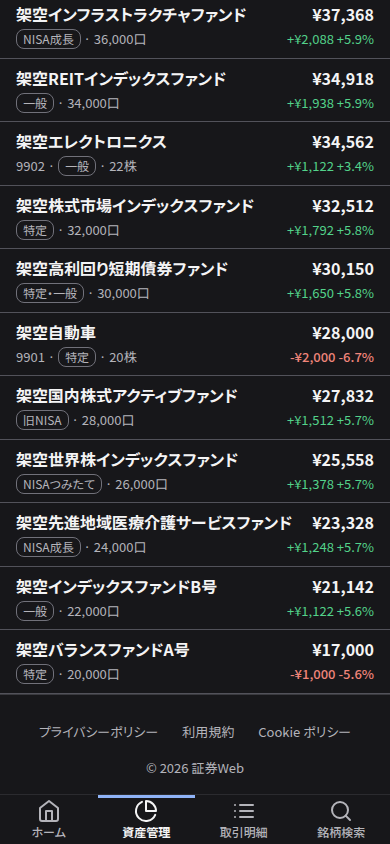 架空インフラストラクチャファンド ¥37,368
NISA成長 · 36,000口 +¥2,088 +5.9%
架空REITインデックスファンド ¥34,918
一般 · 34,000口 +¥1,938 +5.9%
架空エレクトロニクス ¥34,562
9902 · 一般 · 22株 +¥1,122 +3.4%
架空株式市場インデックスファンド ¥32,512
特定 · 32,000口 +¥1,792 +5.8%
架空高利回り短期債券ファンド ¥30,150
特定・一般 · 30,000口 +¥1,650 +5.8%
架空自動車 ¥28,000
9901 · 特定 · 20株 -¥2,000 -6.7%
架空国内株式アクティブファンド ¥27,832
旧NISA · 28,000口 +¥1,512 +5.7%
架空世界株インデックスファンド ¥25,558
NISAつみたて · 26,000口 +¥1,378 +5.7%
架空先進地域医療介護サービスファンド ¥23,328
NISA成長 · 24,000口 +¥1,248 +5.7%
架空インデックスファンドB号 ¥21,142
一般 · 22,000口 +¥1,122 +5.6%
架空バランスファンドA号 ¥17,000
特定 · 20,000口 -¥1,000 -5.6%
プライバシーポリシー 利用規約 Cookie ポリシー
© 2026 証券Web
ホーム 資産管理 取引明細 銘柄検索